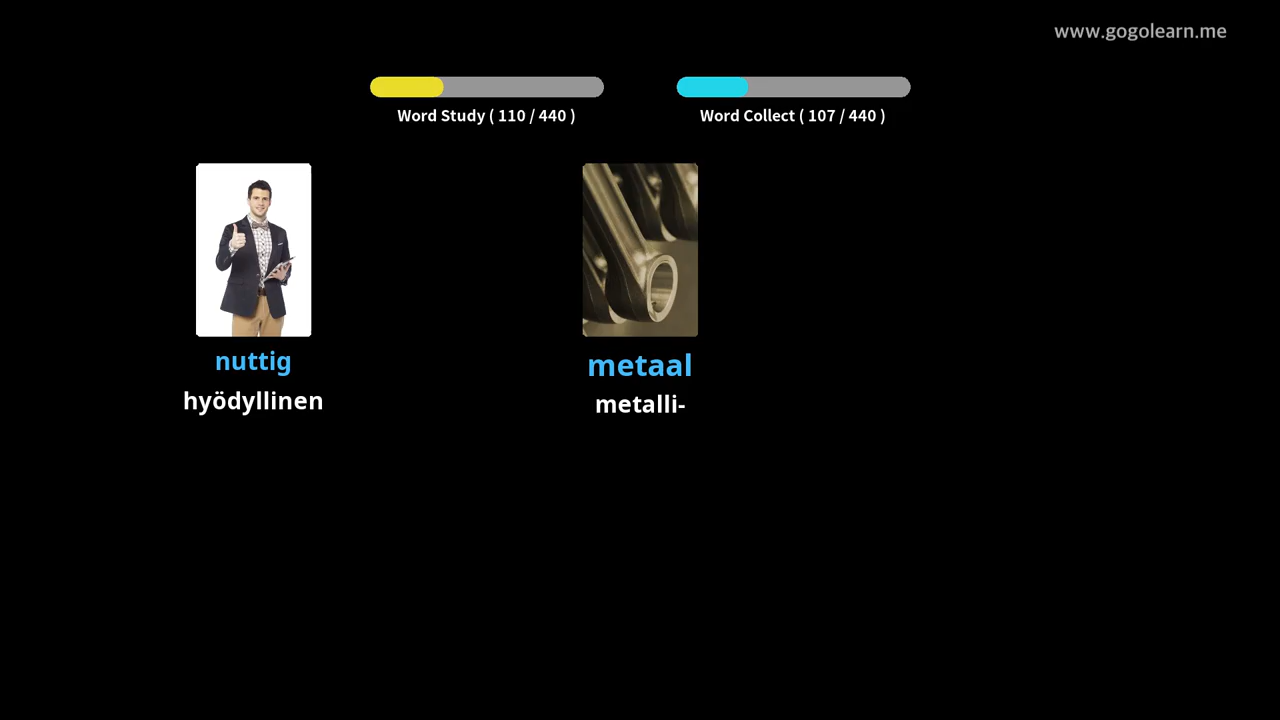 www.gogolearn.me
Word Study ( 110 / 440 )
Word Collect ( 107 / 440 )
nuttig
hyödyllinen
metaal
metalli-